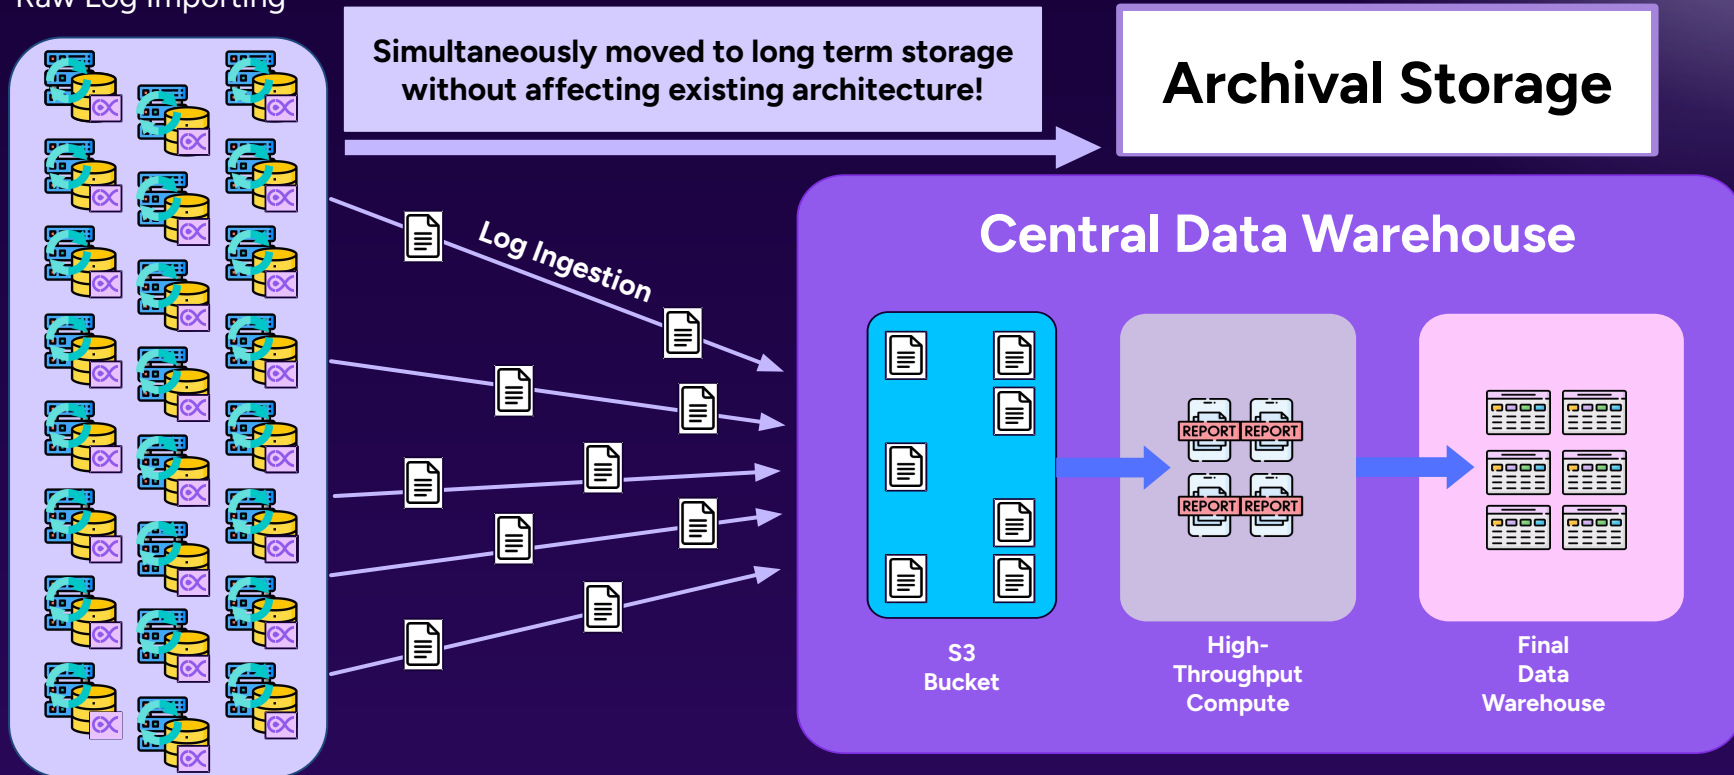 Raw Log Importing
Simultaneously moved to long term storage
without affecting existing architecture!
Archival Storage
Log Ingestion
Central Data Warehouse
REPORT REPORT
REPORT REPORT
S3
Bucket
High-
Throughput
Compute
Final
Data
Warehouse